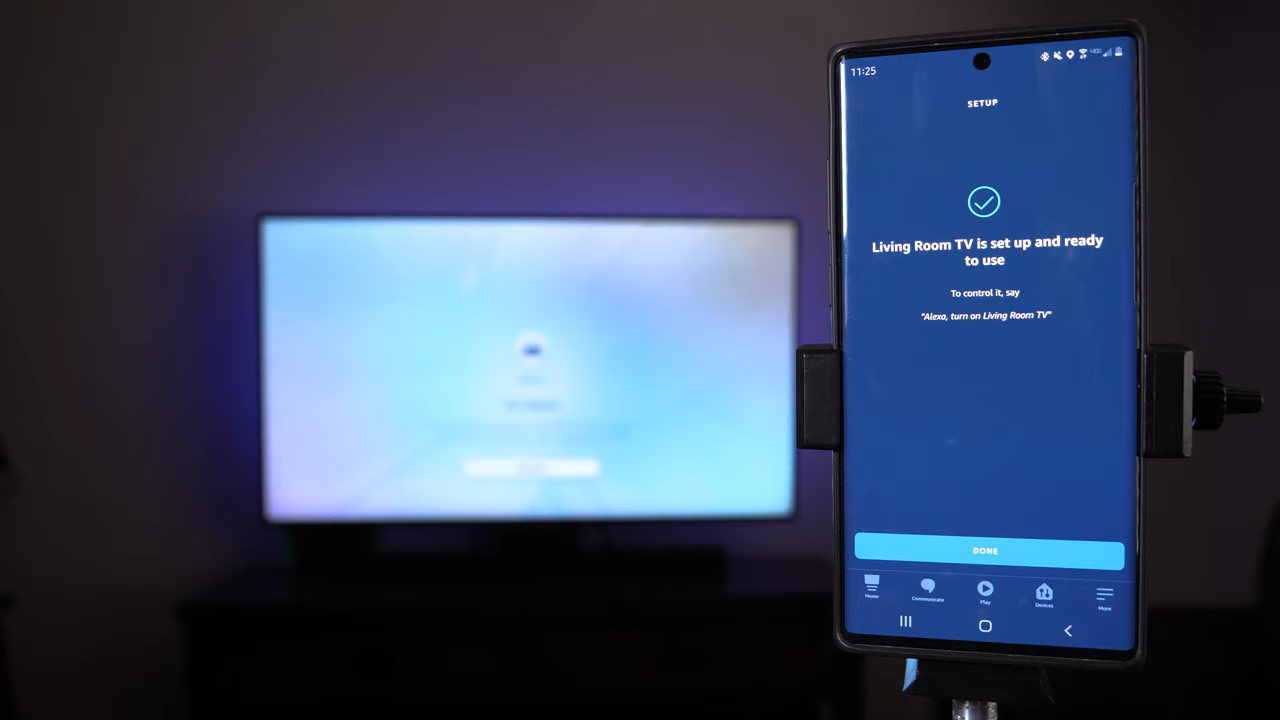 11:25
SETUP
Living Room TV is set up and ready
to use
To control it, say
"Alexa, turn on Living Room TV"
DONE
Home
Communicate
Play
Devices
More